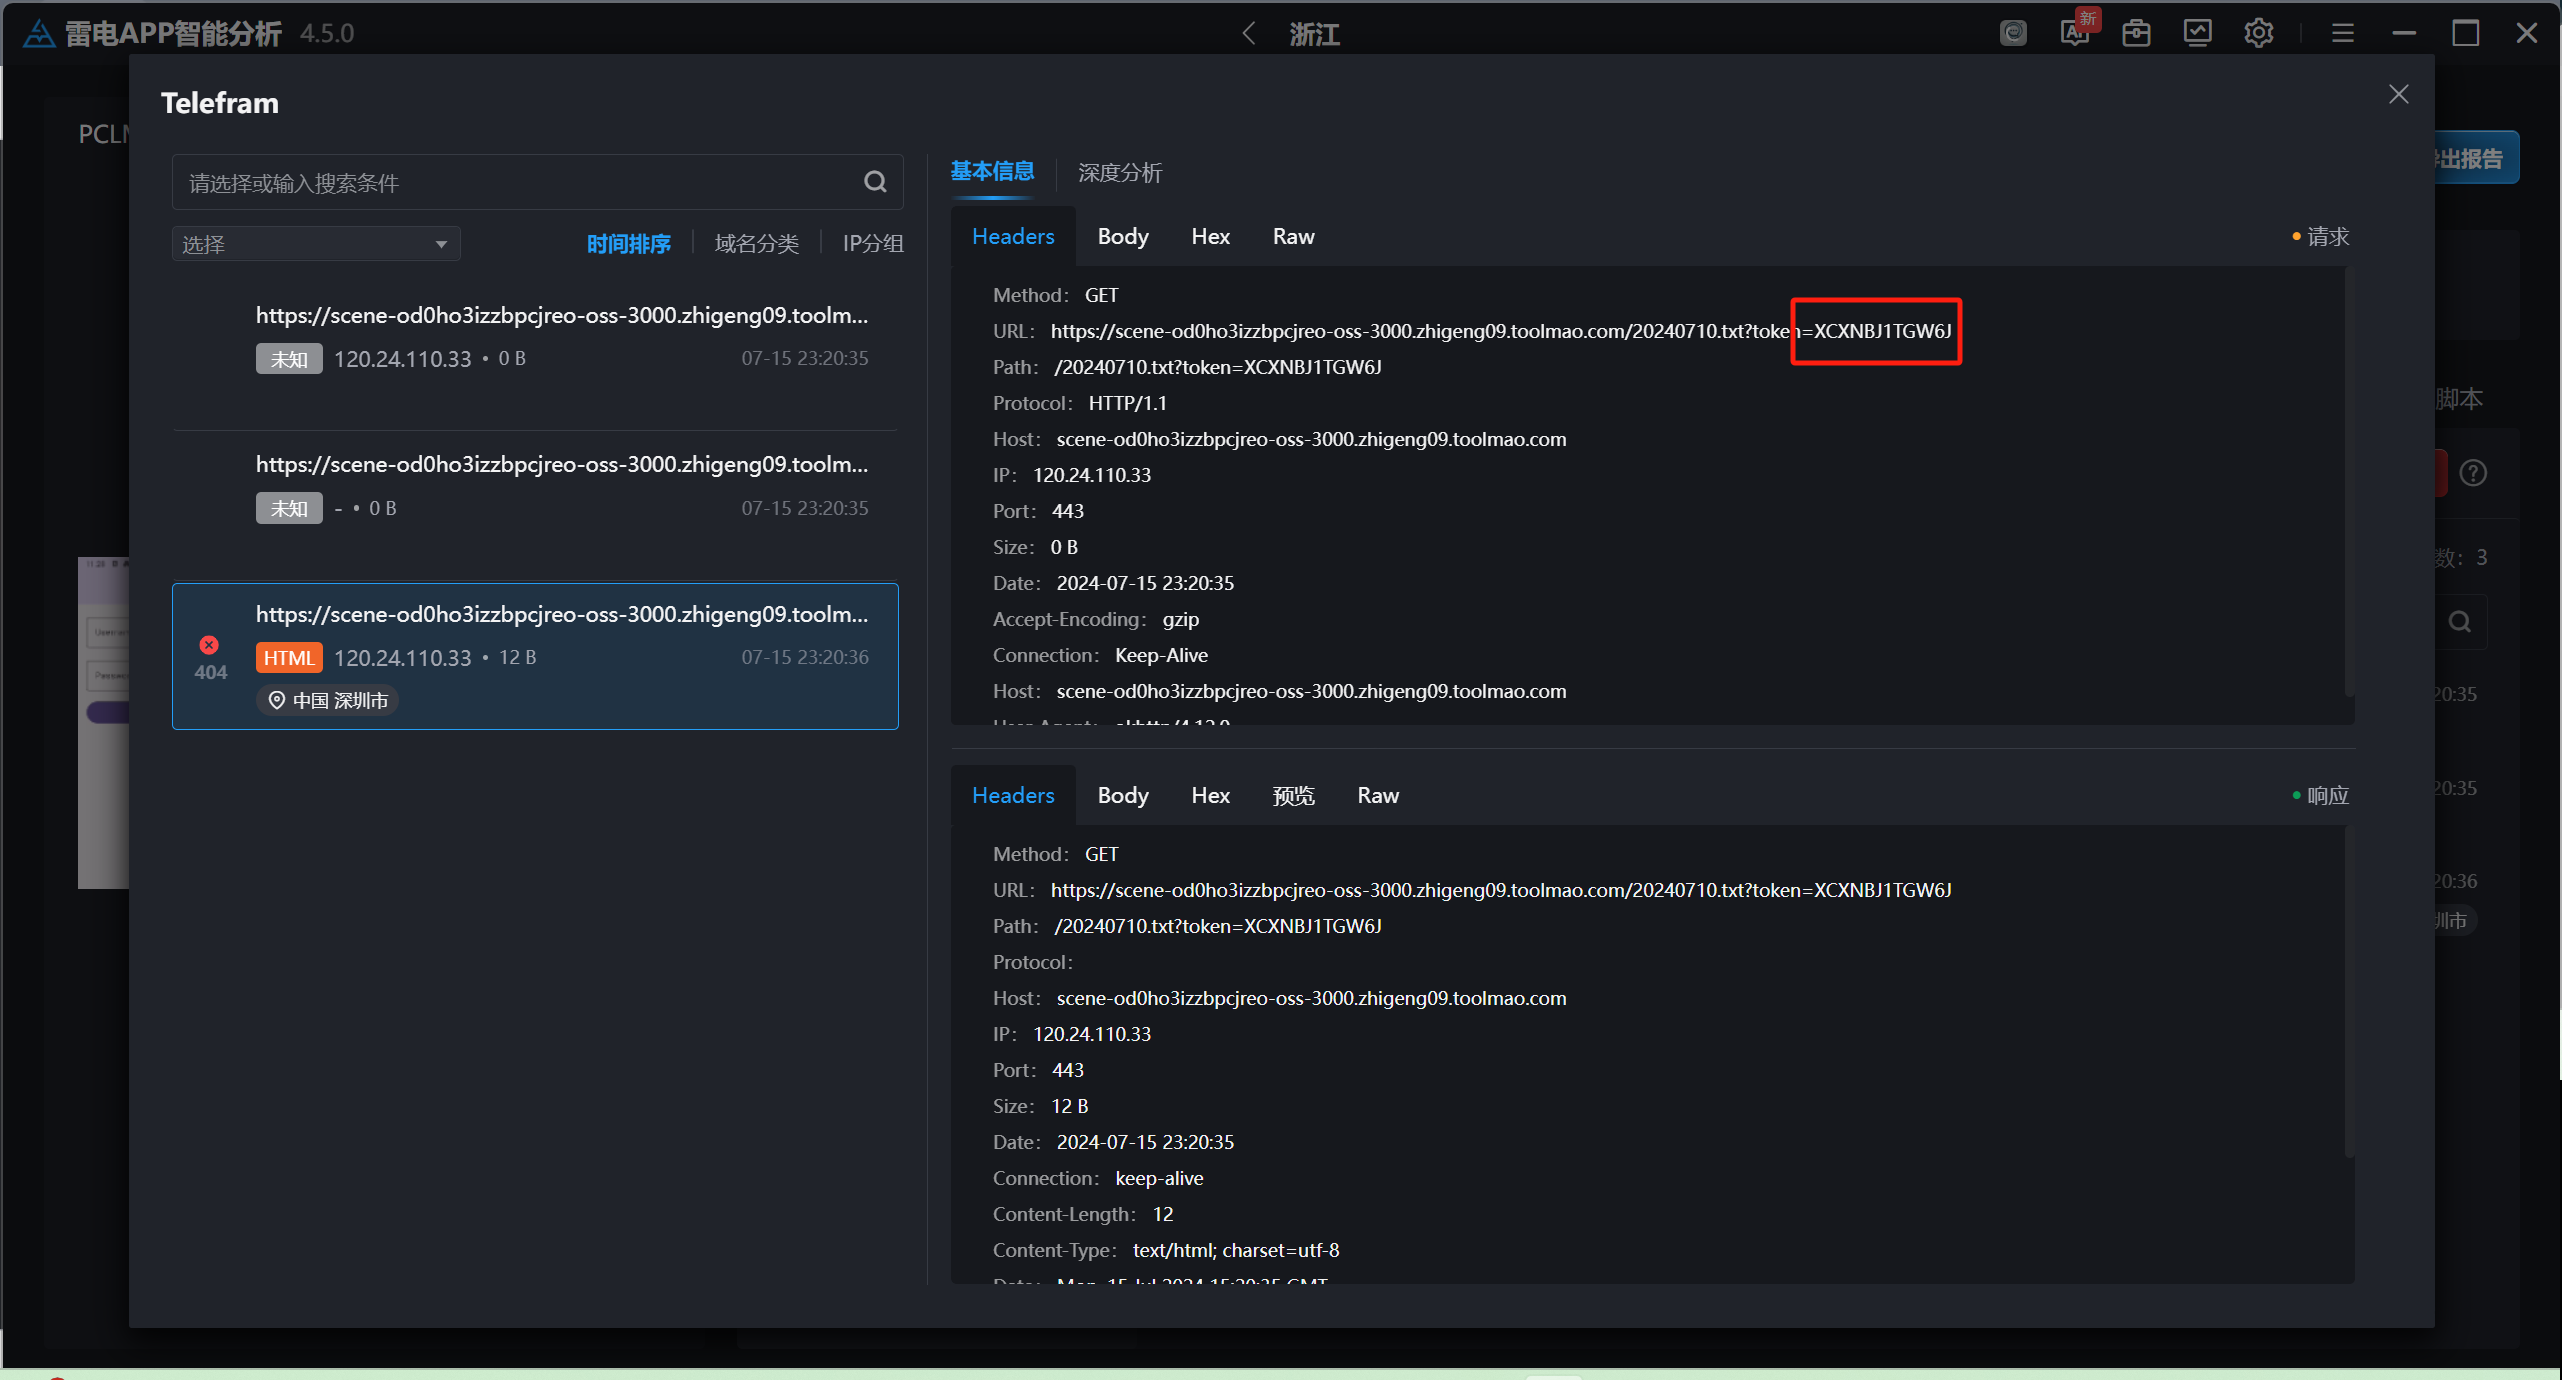 雷电APP智能分析 4.5.0
浙江
新
Telefram
出报告
请选择或输入搜索条件
选择
时间排序
域名分类
IP分组
https://scene-od0ho3izzbpcjreo-oss-3000.zhigeng09.toolm...
未知 120.24.110.33 • 0 B 07-15 23:20:35
https://scene-od0ho3izzbpcjreo-oss-3000.zhigeng09.toolm...
未知 - • 0 B 07-15 23:20:35
https://scene-od0ho3izzbpcjreo-oss-3000.zhigeng09.toolm...
404
HTML 120.24.110.33 • 12 B 07-15 23:20:36
中国 深圳市
基本信息
深度分析
Headers Body Hex Raw
请求
Method: GET
URL: https://scene-od0ho3izzbpcjreo-oss-3000.zhigeng09.toolmao.com/20240710.txt?token=XCXNBJ1TGW6J
Path: /20240710.txt?token=XCXNBJ1TGW6J
Protocol: HTTP/1.1
Host: scene-od0ho3izzbpcjreo-oss-3000.zhigeng09.toolmao.com
IP: 120.24.110.33
Port: 443
Size: 0 B
Date: 2024-07-15 23:20:35
Accept-Encoding: gzip
Connection: Keep-Alive
Host: scene-od0ho3izzbpcjreo-oss-3000.zhigeng09.toolmao.com
Headers Body Hex 预览 Raw
响应
Method: GET
URL: https://scene-od0ho3izzbpcjreo-oss-3000.zhigeng09.toolmao.com/20240710.txt?token=XCXNBJ1TGW6J
Path: /20240710.txt?token=XCXNBJ1TGW6J
Protocol:
Host: scene-od0ho3izzbpcjreo-oss-3000.zhigeng09.toolmao.com
IP: 120.24.110.33
Port: 443
Size: 12 B
Date: 2024-07-15 23:20:35
Connection: keep-alive
Content-Length: 12
Content-Type: text/html; charset=utf-8
脚本
数: 3
20:35
20:35
20:36
圳市